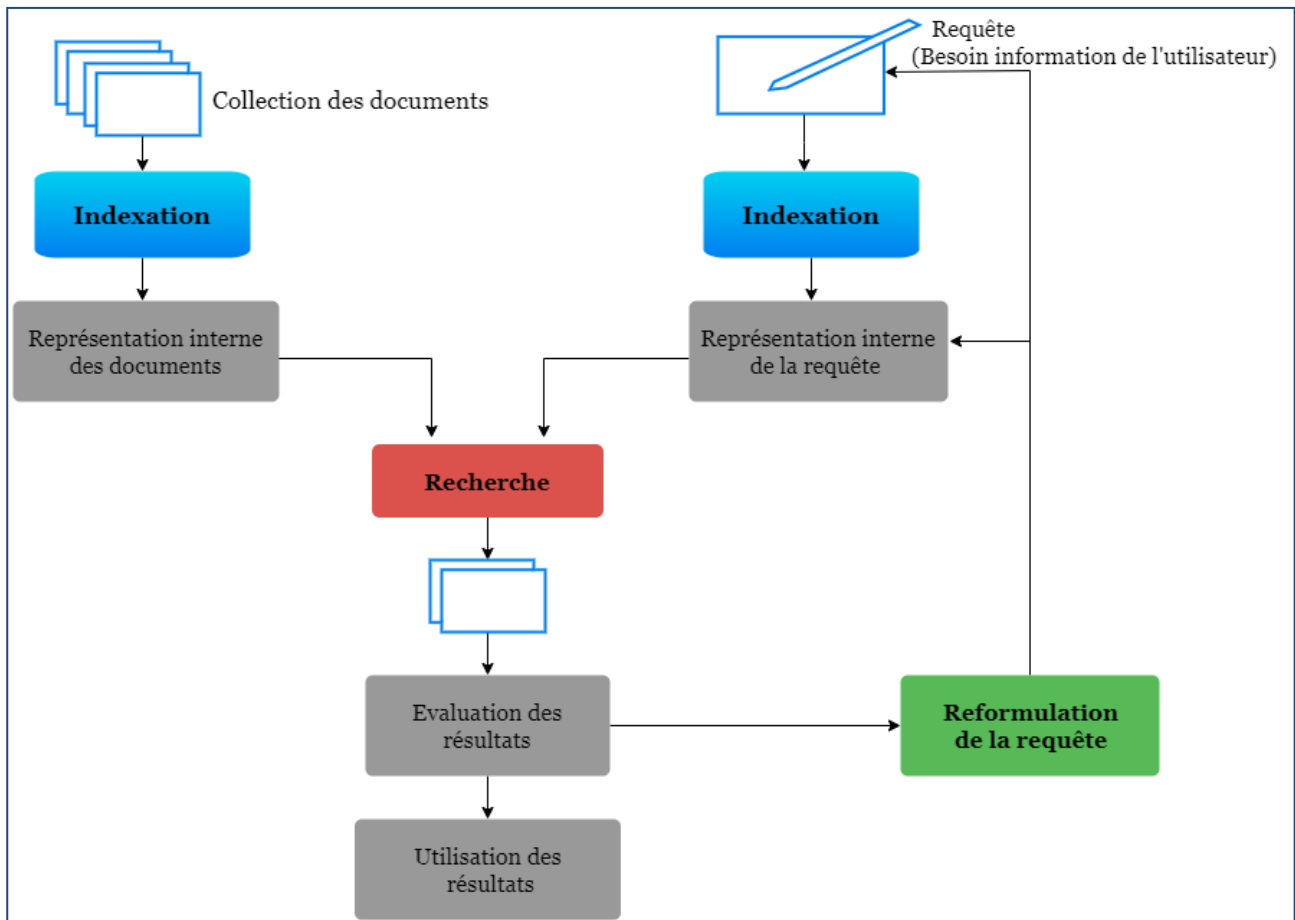 Requête
(Besoin information de l'utilisateur)
Collection des documents
Indexation
Indexation
Représentation interne
des documents
Représentation interne
de la requête
Recherche
Evaluation des
résultats
Reformulation
de la requête
Utilisation des
résultats